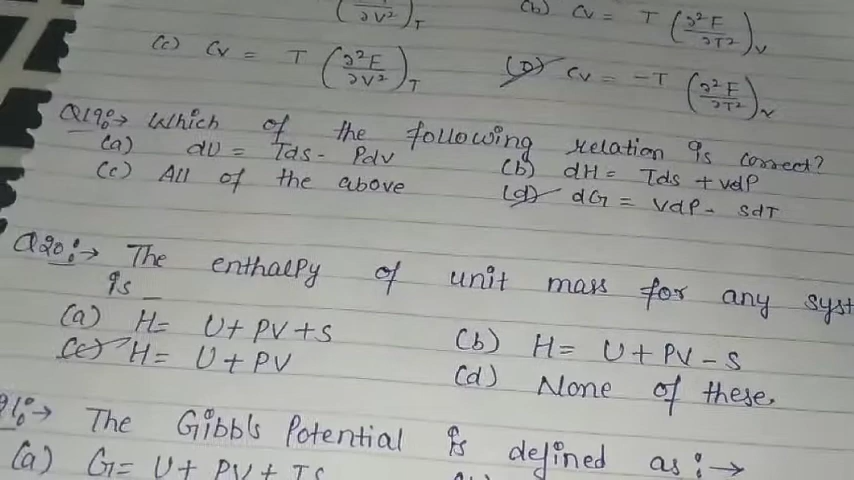 (∂V²)T (b) Cv = T (∂²F/∂T²)v
(c) Cv = T (∂²F/∂V²)T (D) Cv = -T (∂²F/∂T²)v
Q19:→ Which of the following relation is correct?
(a) dU = Tds - Pdv (b) dH = Tds + vdP
(c) All of the above (d) dG = vdP - SdT
Q20:→ The enthalpy of unit mass for any syst
is _
(a) H = U + PV + S (b) H = U + PV - S
(c) H = U + PV (d) None of these.
The Gibb's Potential is defined as:→
(a) G = U + PV + TS